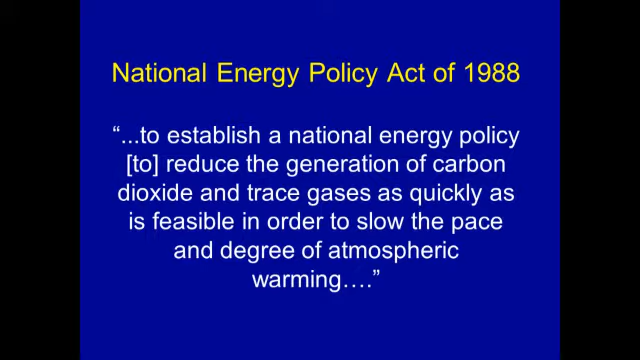 National Energy Policy Act of 1988
“...to establish a national energy policy
[to] reduce the generation of carbon
dioxide and trace gases as quickly as
is feasible in order to slow the pace
and degree of atmospheric
warming….”